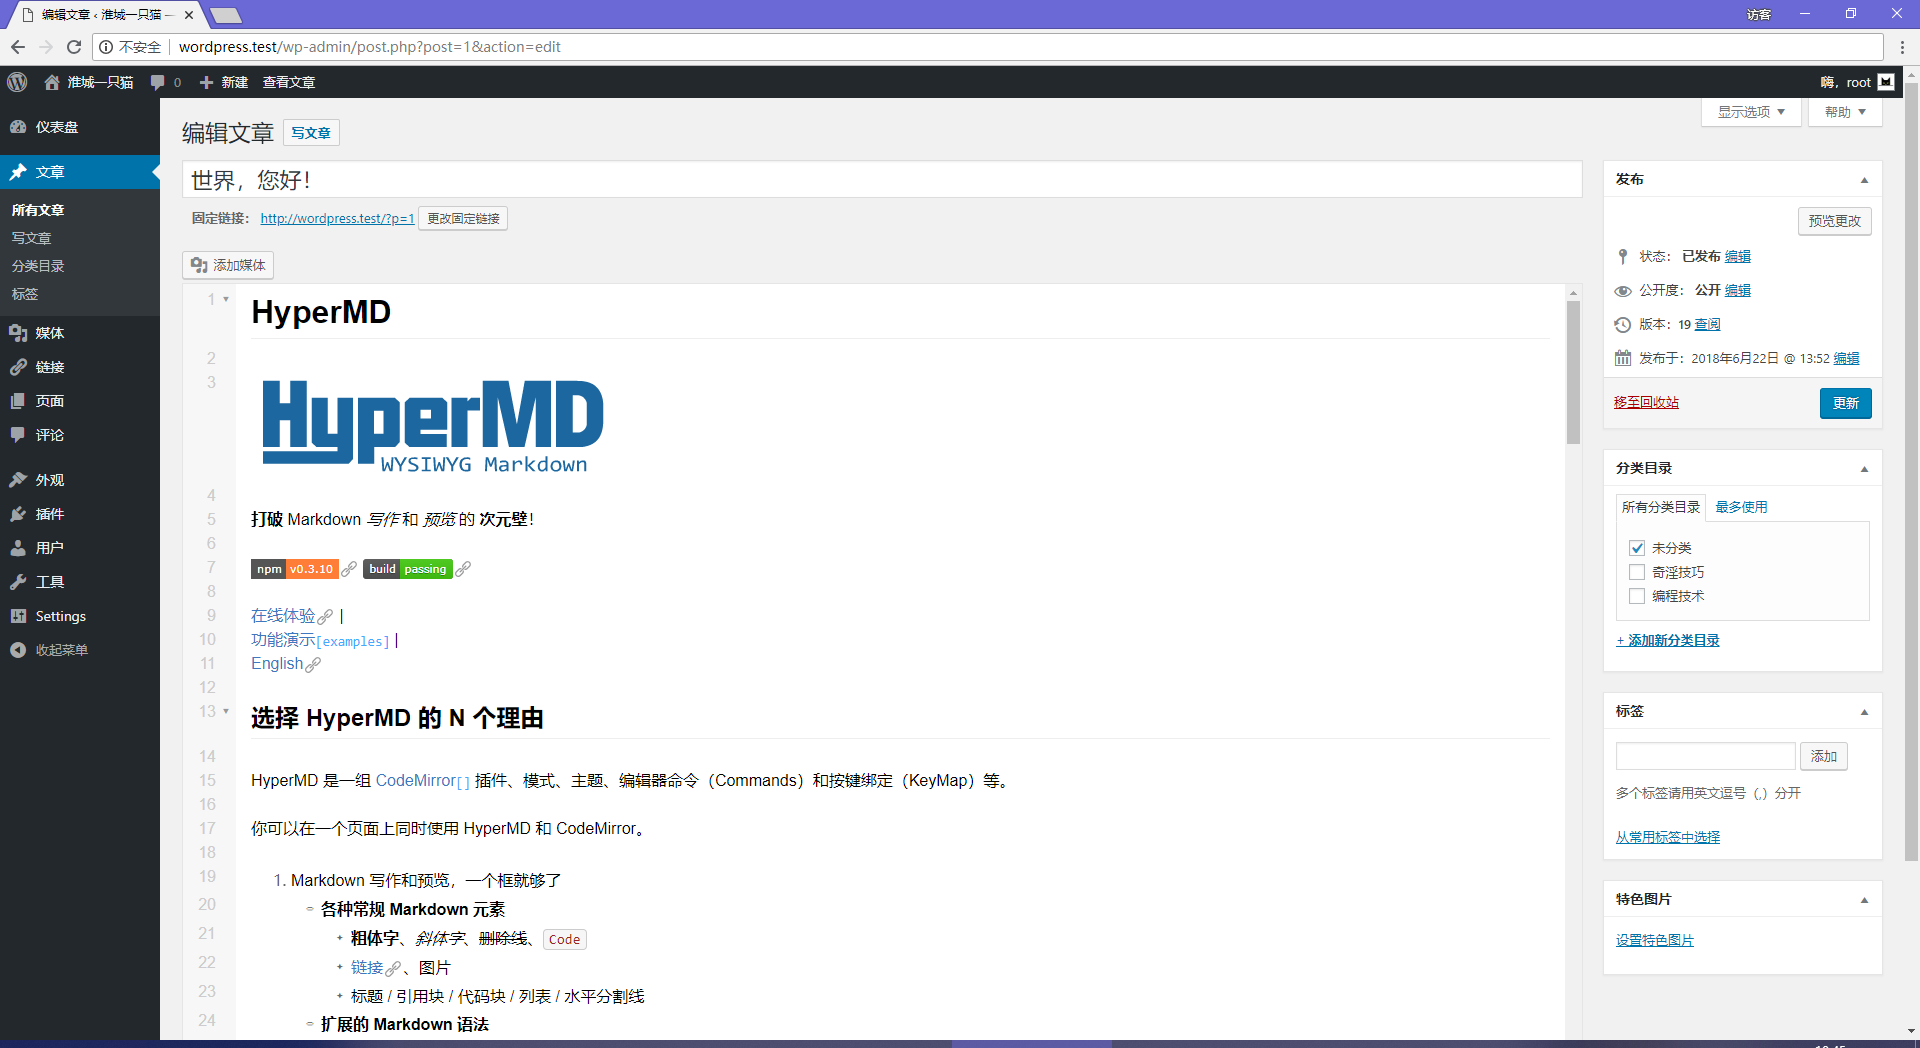 编辑文章 ‹ 淮城一只猫 —
访客
不安全 wordpress.test/wp-admin/post.php?post=1&action=edit
淮城一只猫 0 新建 查看文章 嗨，root
显示选项 帮助
仪表盘
文章
所有文章
写文章
分类目录
标签
媒体
链接
页面
评论
外观
插件
用户
工具
Settings
收起菜单
编辑文章 写文章
世界，您好！
固定链接： http://wordpress.test/?p=1 更改固定链接
添加媒体
1 HyperMD
2
3
HyperMD
WYSIWYG Markdown
4
5 打破 Markdown 写作 和 预览 的 次元壁！
6
7 npm v0.3.10 build passing
8
9 在线体验 |
10 功能演示[examples] |
11 English
12
13 选择 HyperMD 的 N 个理由
14
15 HyperMD 是一组 CodeMirror[] 插件、模式、主题、编辑器命令（Commands）和按键绑定（KeyMap）等。
16
17 你可以在一个页面上同时使用 HyperMD 和 CodeMirror。
18
19 1. Markdown 写作和预览，一个框就够了
20 各种常规 Markdown 元素
21 粗体字、斜体字、删除线、Code
22 链接、图片
23 标题 / 引用块 / 代码块 / 列表 / 水平分割线
24 扩展的 Markdown 语法
发布
预览更改
状态： 已发布 编辑
公开度： 公开 编辑
版本：19 查阅
发布于：2018年6月22日 @ 13:52 编辑
移至回收站 更新
分类目录
所有分类目录 最多使用
未分类
奇淫技巧
编程技术
+ 添加新分类目录
标签
添加
多个标签请用英文逗号（,）分开
从常用标签中选择
特色图片
设置特色图片